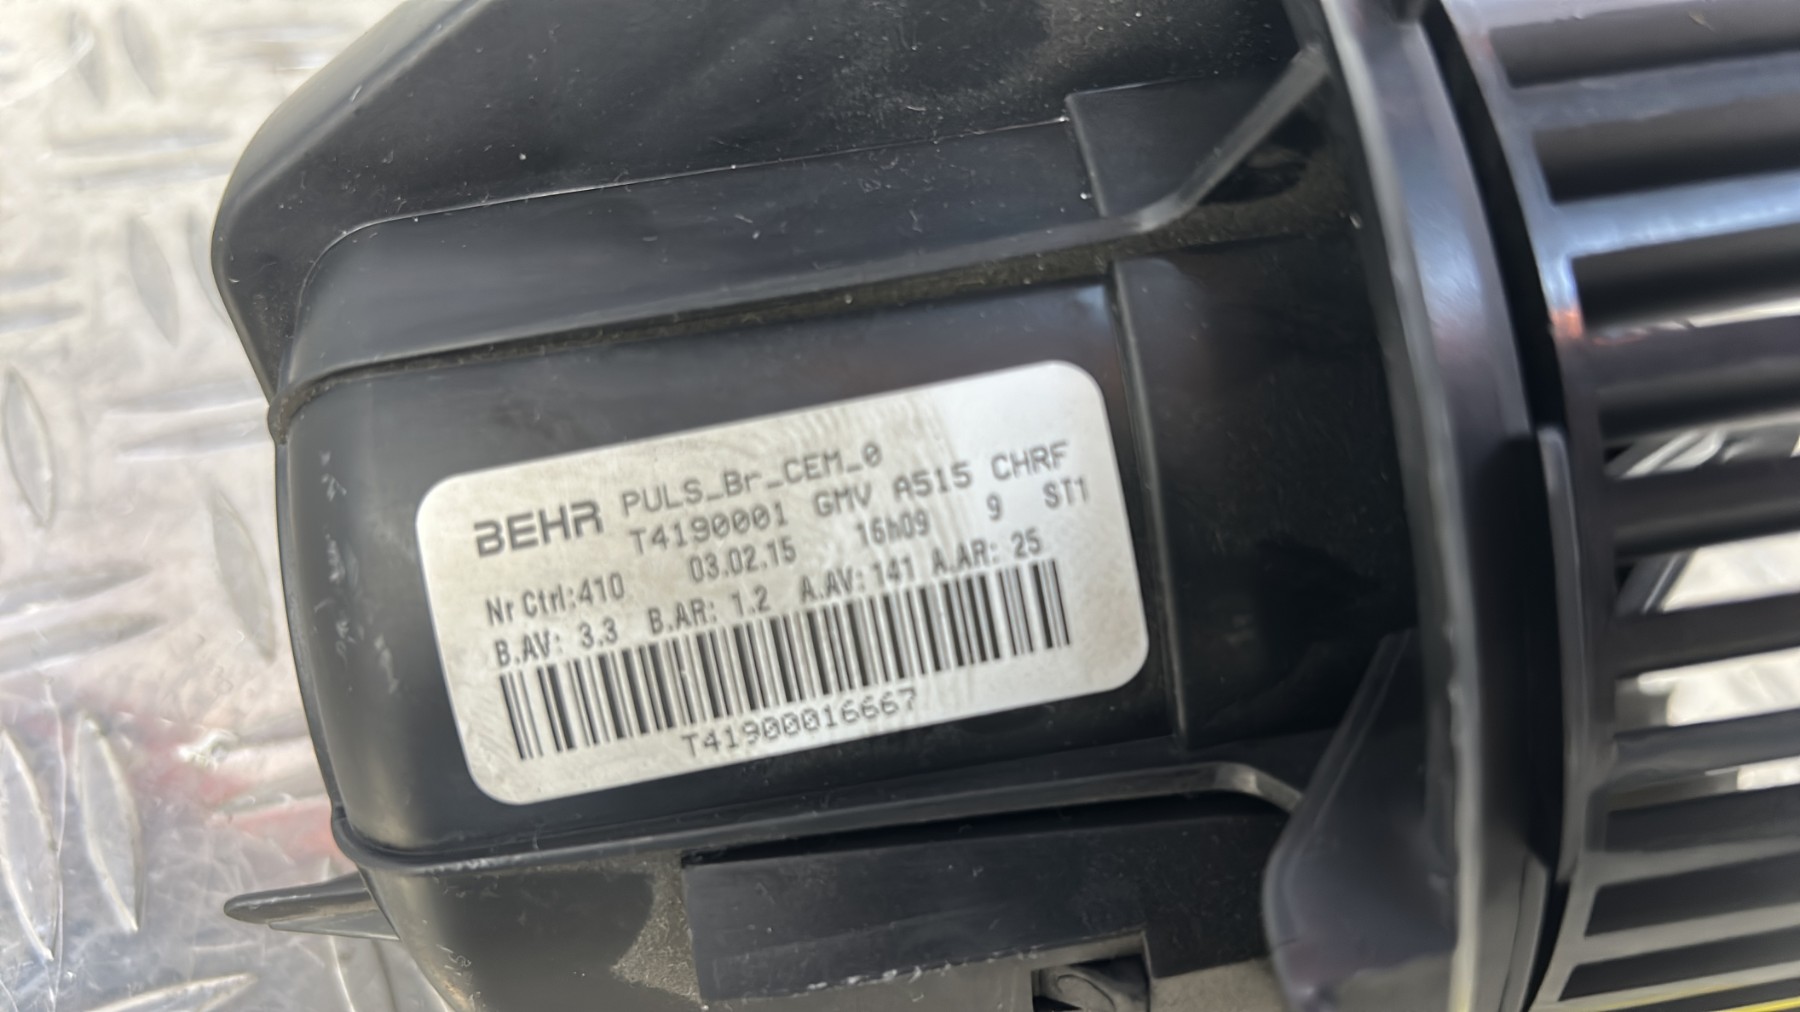 BEHR PULS_Br_CEM_0
T4190001 GMV A515 CHRF
Nr Ctrl:410 03.02.15 16h09 9 ST1
B.AV: 3.3 B.AR: 1.2 A.AV:141 A.AR: 25
T41900016667